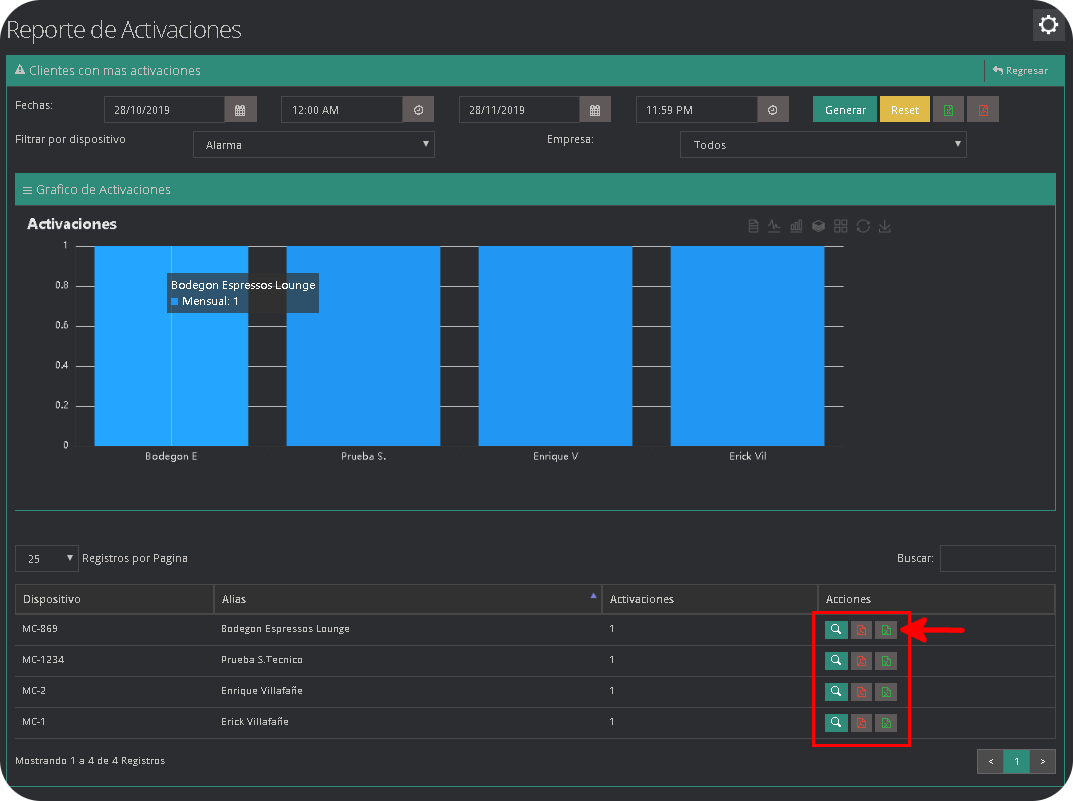 Reporte de Activaciones
Clientes con mas activaciones
Regresar
Fechas: 28/10/2019 12:00 AM 28/11/2019 11:59 PM Generar Reset
Filtrar por dispositivo Alarma Empresa: Todos
Grafico de Activaciones
Activaciones
1
0.8
0.6
0.4
0.2
0
Bodegon Espressos Lounge
Mensual: 1
Bodegon E Prueba S. Enrique V Erick Vil
25 Registros por Pagina Buscar:
Dispositivo Alias Activaciones Acciones
MC-869 Bodegon Espressos Lounge 1
MC-1234 Prueba S.Tecnico 1
MC-2 Enrique Villafañe 1
MC-1 Erick Villafañe 1
Mostrando 1 a 4 de 4 Registros < 1 >